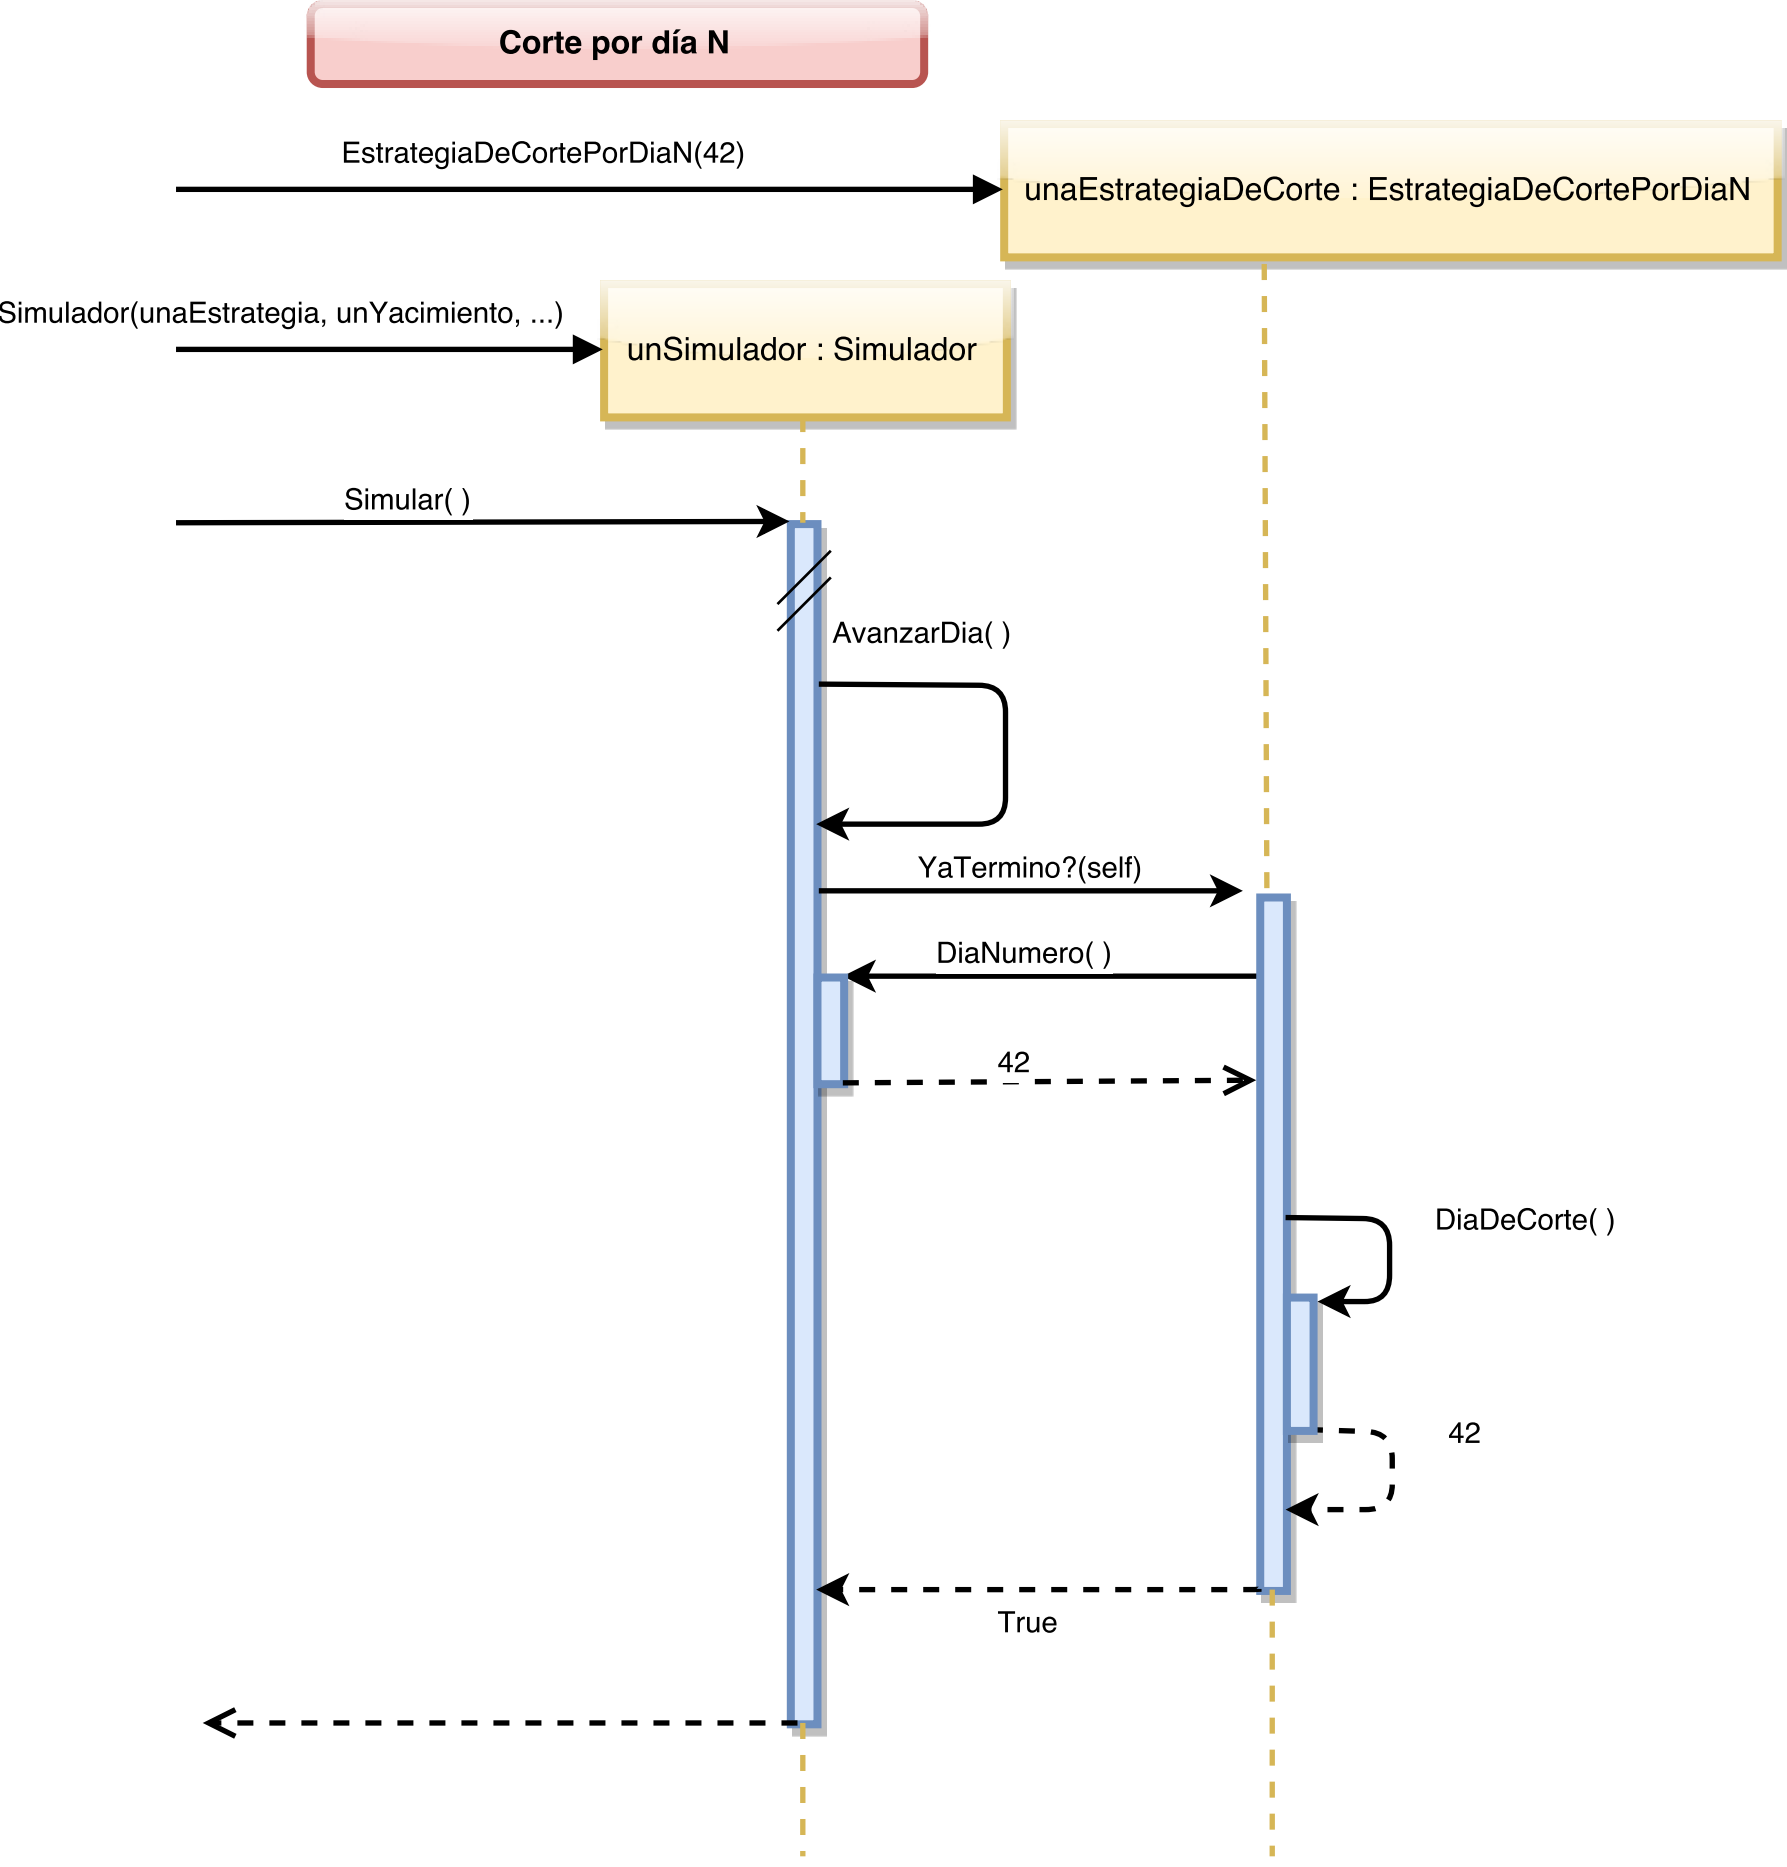 Corte por día N
EstrategiaDeCortePorDiaN(42)
unaEstrategiaDeCorte : EstrategiaDeCortePorDiaN
Simulador(unaEstrategia, unYacimiento, ...)
unSimulador : Simulador
Simular( )
AvanzarDia( )
YaTermino?(self)
DiaNumero( )
42
DiaDeCorte( )
42
True